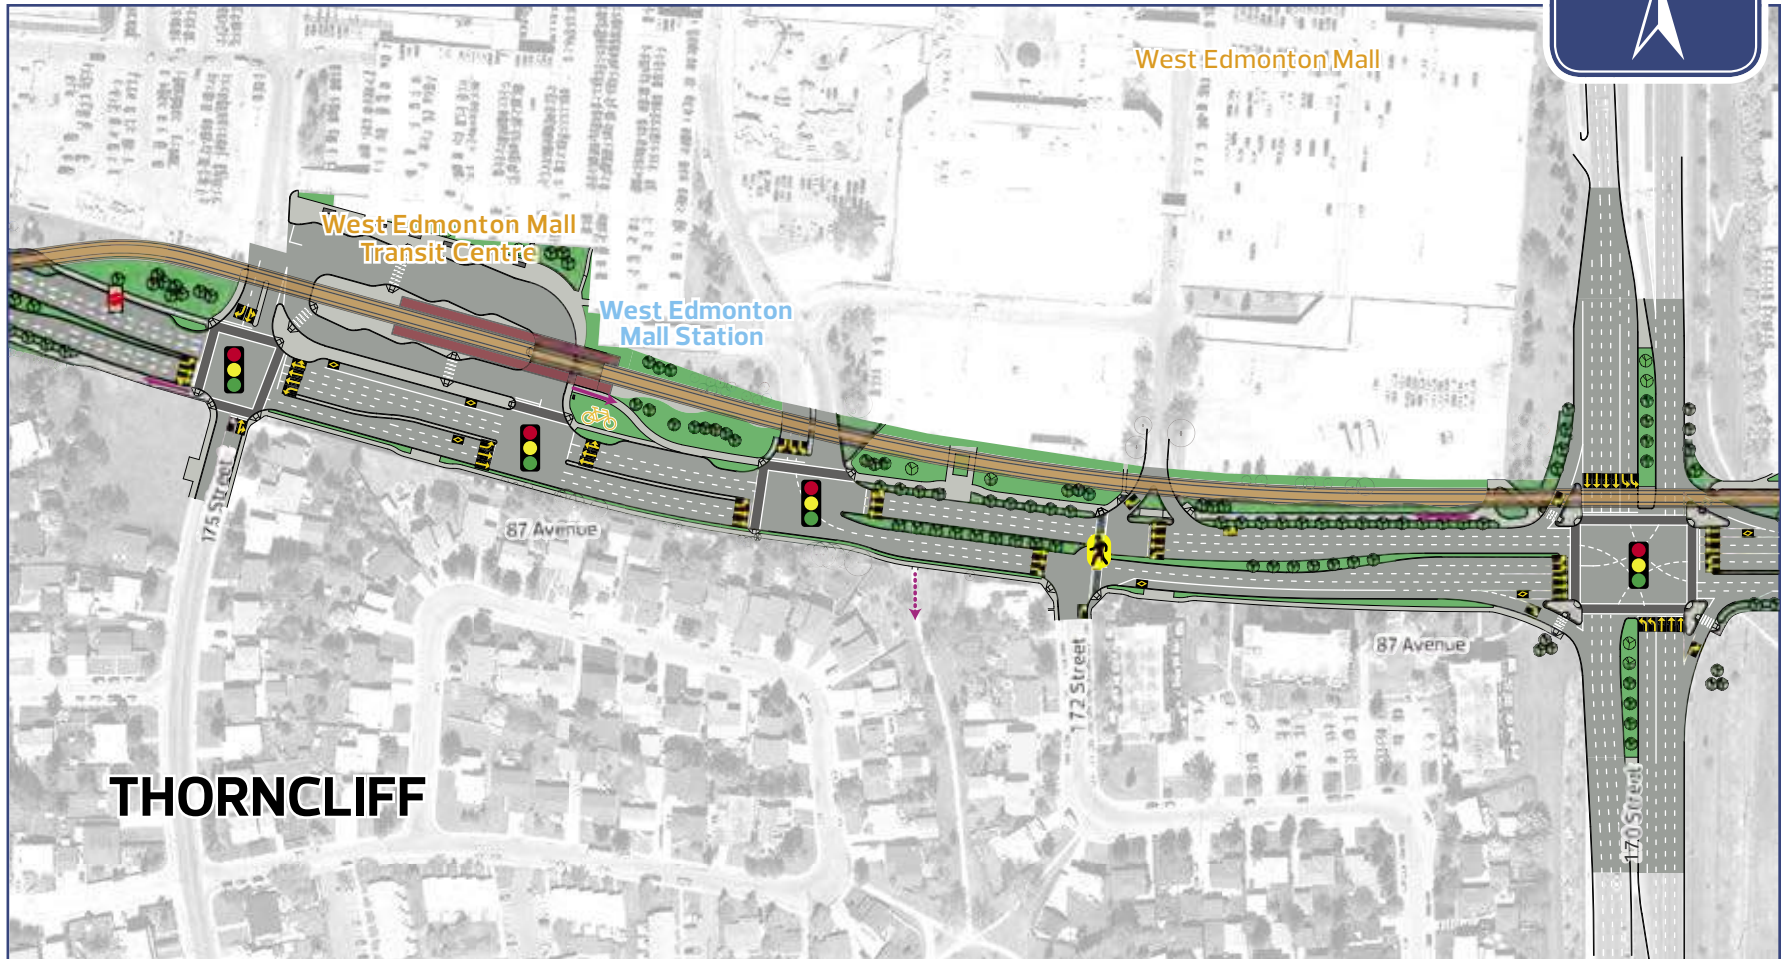 West Edmonton Mall
West Edmonton Mall
Transit Centre
West Edmonton
Mall Station
175 Street
87 Avenue
172 Street
87 Avenue
170 Street
THORNCLIFF